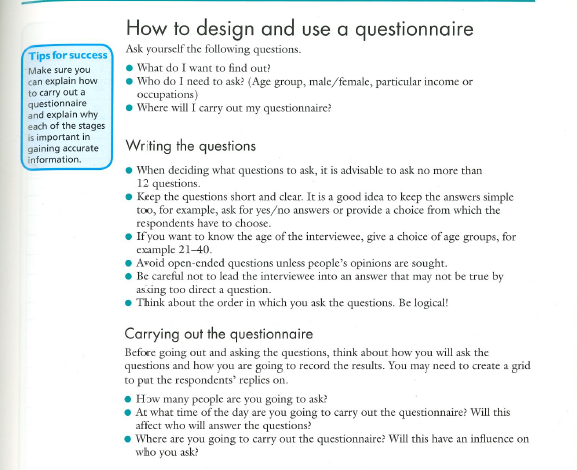 How to design and use a questionnaire
Ask yourself the following questions.
● What do I want to find out?
● Who do I need to ask? (Age group, male/female, particular income or
occupations)
● Where will I carry out my questionnaire?
Tips for success
Make sure you
can explain how
to carry out a
questionnaire
and explain why
each of the stages
is important in
gaining accurate
information.
Writing the questions
● When deciding what questions to ask, it is advisable to ask no more than
12 questions.
● Keep the questions short and clear. It is a good idea to keep the answers simple
too, for example, ask for yes/no answers or provide a choice from which the
respondents have to choose.
● If you want to know the age of the interviewee, give a choice of age groups, for
example 21–40.
● Avoid open-ended questions unless people's opinions are sought.
● Be careful not to lead the interviewee into an answer that may not be true by
asking too direct a question.
● Think about the order in which you ask the questions. Be logical!
Carrying out the questionnaire
Before going out and asking the questions, think about how you will ask the
questions and how you are going to record the results. You may need to create a grid
to put the respondents' replies on.
● How many people are you going to ask?
● At what time of the day are you going to carry out the questionnaire? Will this
affect who will answer the questions?
● Where are you going to carry out the questionnaire? Will this have an influence on
who you ask?